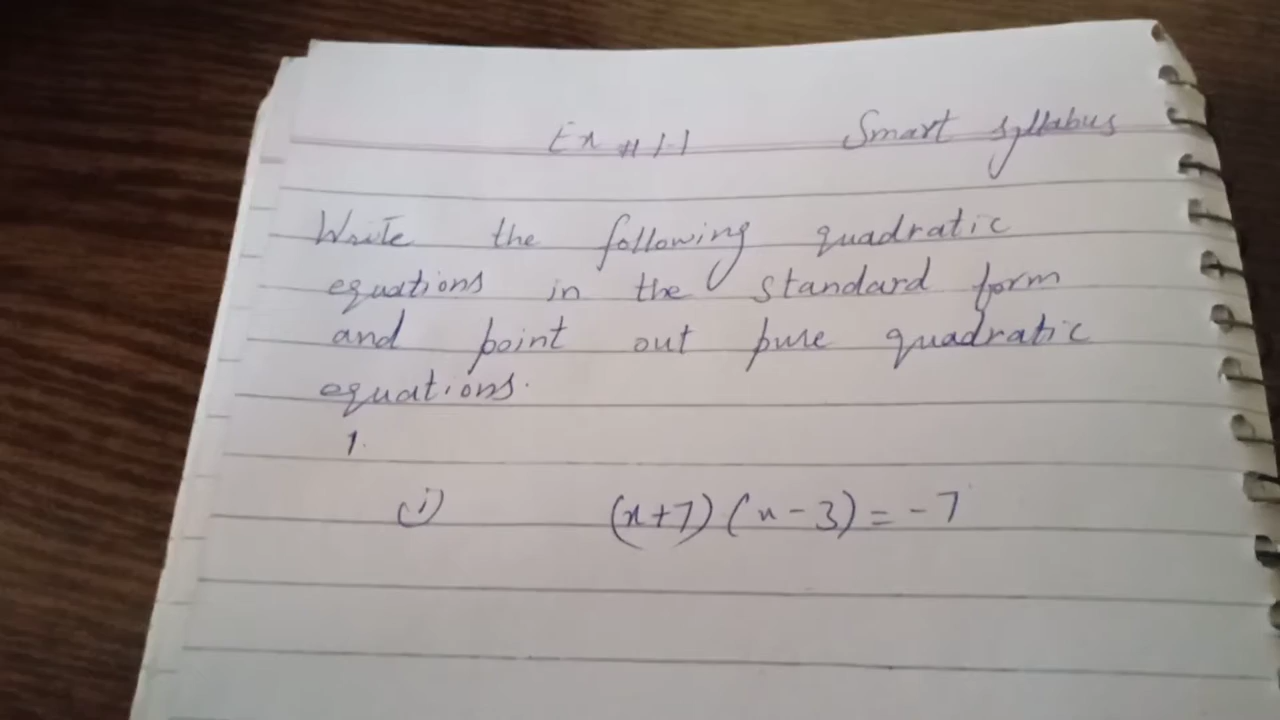 Ex # 1.1 Smart syllabus
Write the following quadratic
equations in the standard form
and point out pure quadratic
equations.
1.
(i) (x+7)(x-3)=-7